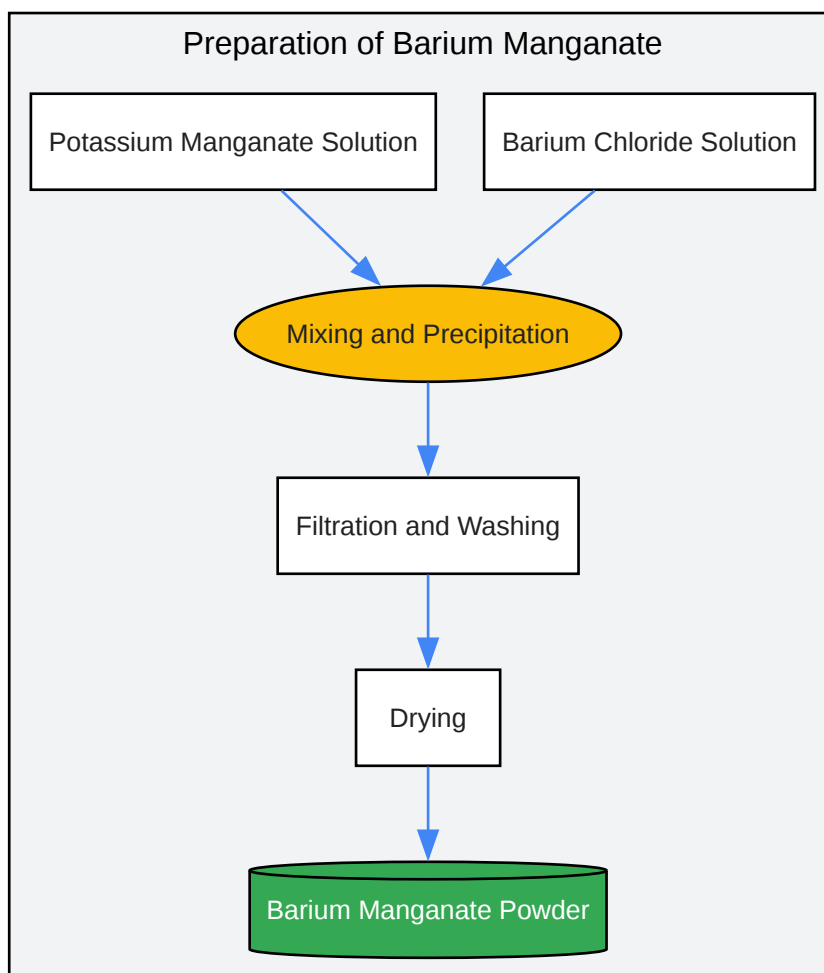 Preparation of Barium Manganate
Potassium Manganate Solution
Barium Chloride Solution
Mixing and Precipitation
Filtration and Washing
Drying
Barium Manganate Powder